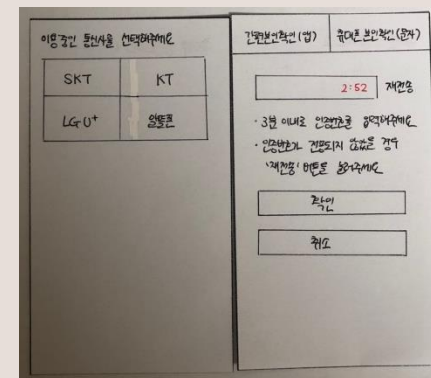 이용중인 통신사를 선택해주세요
SKT
KT
LG U⁺
알뜰폰
간편본인확인(앱)
휴대폰 본인확인(문자)
2:52
재전송
· 3분 이내로 인증번호를 입력해주세요
· 인증번호가 전송되지 않았을 경우
'재전송' 버튼을 눌러주세요
확인
취소